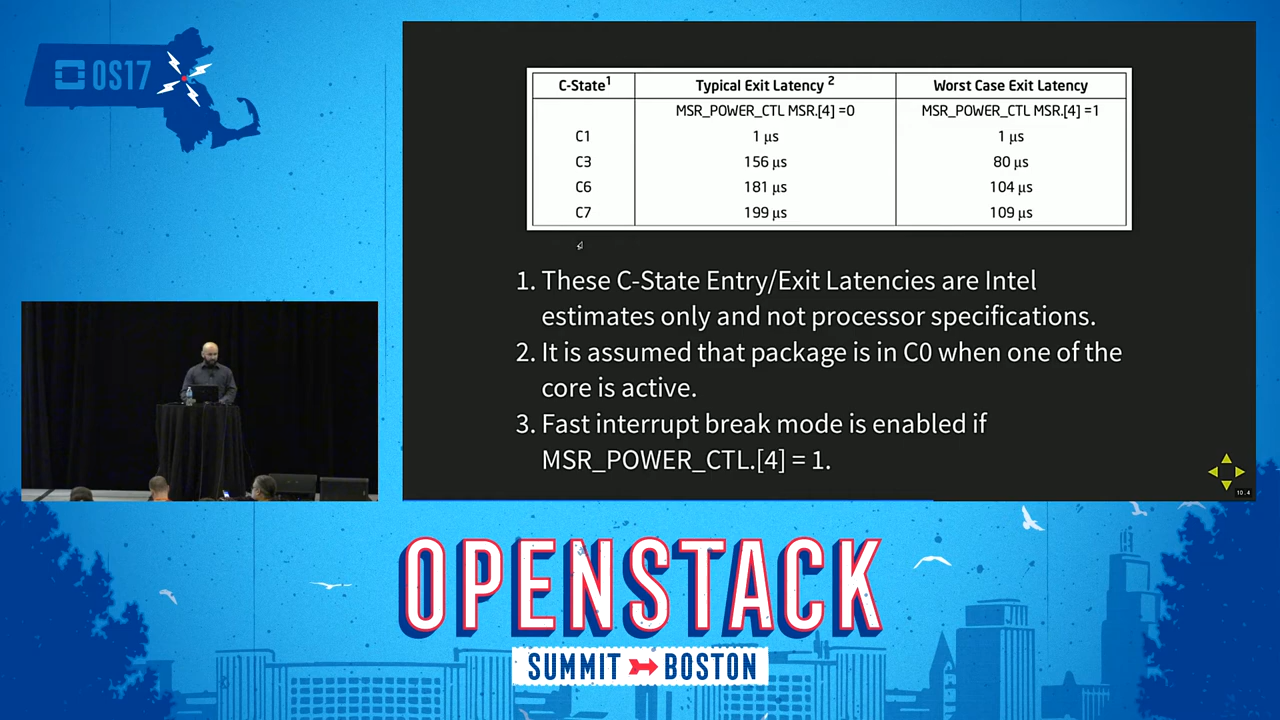 OS17
C-State1 Typical Exit Latency 2 Worst Case Exit Latency
MSR_POWER_CTL MSR.[4] =0 MSR_POWER_CTL MSR.[4] =1
C1 1 μs 1 μs
C3 156 μs 80 μs
C6 181 μs 104 μs
C7 199 μs 109 μs
1. These C-State Entry/Exit Latencies are Intel
estimates only and not processor specifications.
2. It is assumed that package is in C0 when one of the
core is active.
3. Fast interrupt break mode is enabled if
MSR_POWER_CTL.[4] = 1.
10.4
OPENSTACK
SUMMIT BOSTON